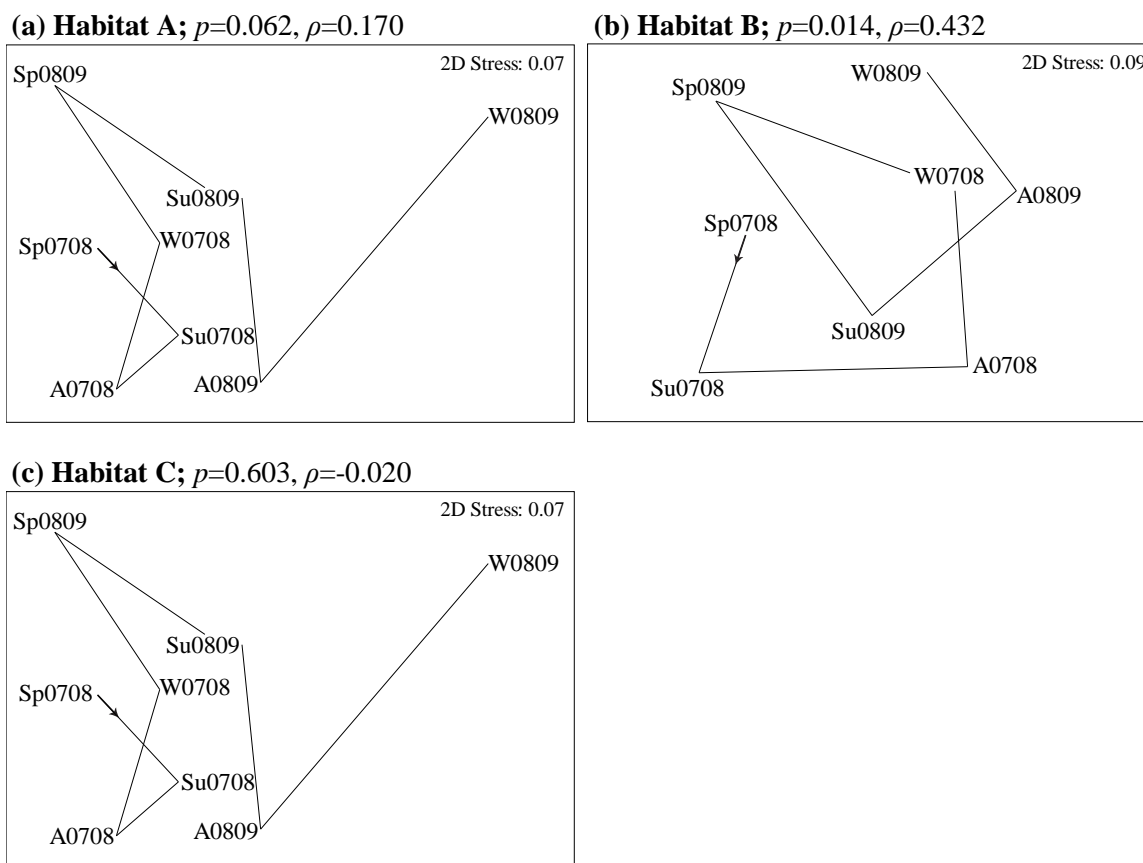 (a) Habitat A; p=0.062, ρ=0.170
2D Stress: 0.07
Sp0809
W0809
Su0809
Sp0708
W0708
Su0708
A0708
A0809
(b) Habitat B; p=0.014, ρ=0.432
2D Stress: 0.09
W0809
Sp0809
W0708
A0809
Sp0708
Su0809
A0708
Su0708
(c) Habitat C; p=0.603, ρ=-0.020
2D Stress: 0.07
Sp0809
W0809
Su0809
Sp0708
W0708
Su0708
A0708
A0809